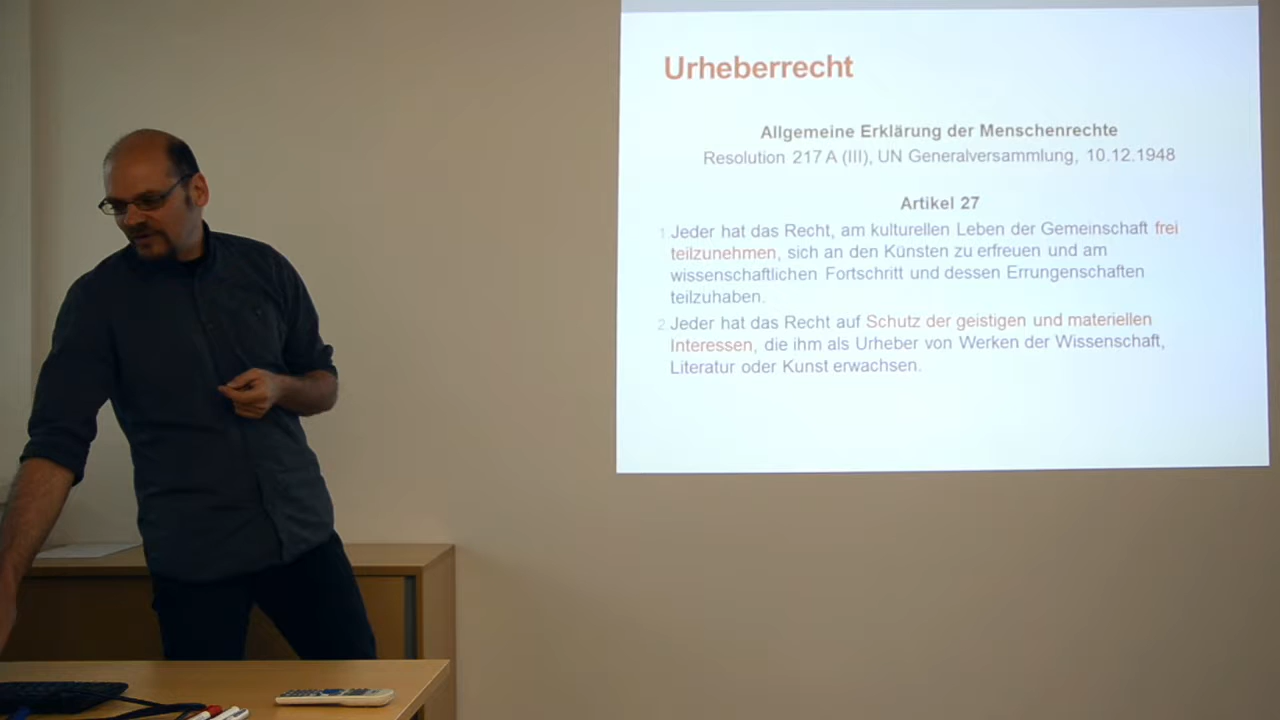 Urheberrecht
Allgemeine Erklärung der Menschenrechte
Resolution 217 A (III), UN Generalversammlung, 10.12.1948
Artikel 27
1. Jeder hat das Recht, am kulturellen Leben der Gemeinschaft frei
teilzunehmen, sich an den Künsten zu erfreuen und am
wissenschaftlichen Fortschritt und dessen Errungenschaften
teilzuhaben.
2. Jeder hat das Recht auf Schutz der geistigen und materiellen
Interessen, die ihm als Urheber von Werken der Wissenschaft,
Literatur oder Kunst erwachsen.